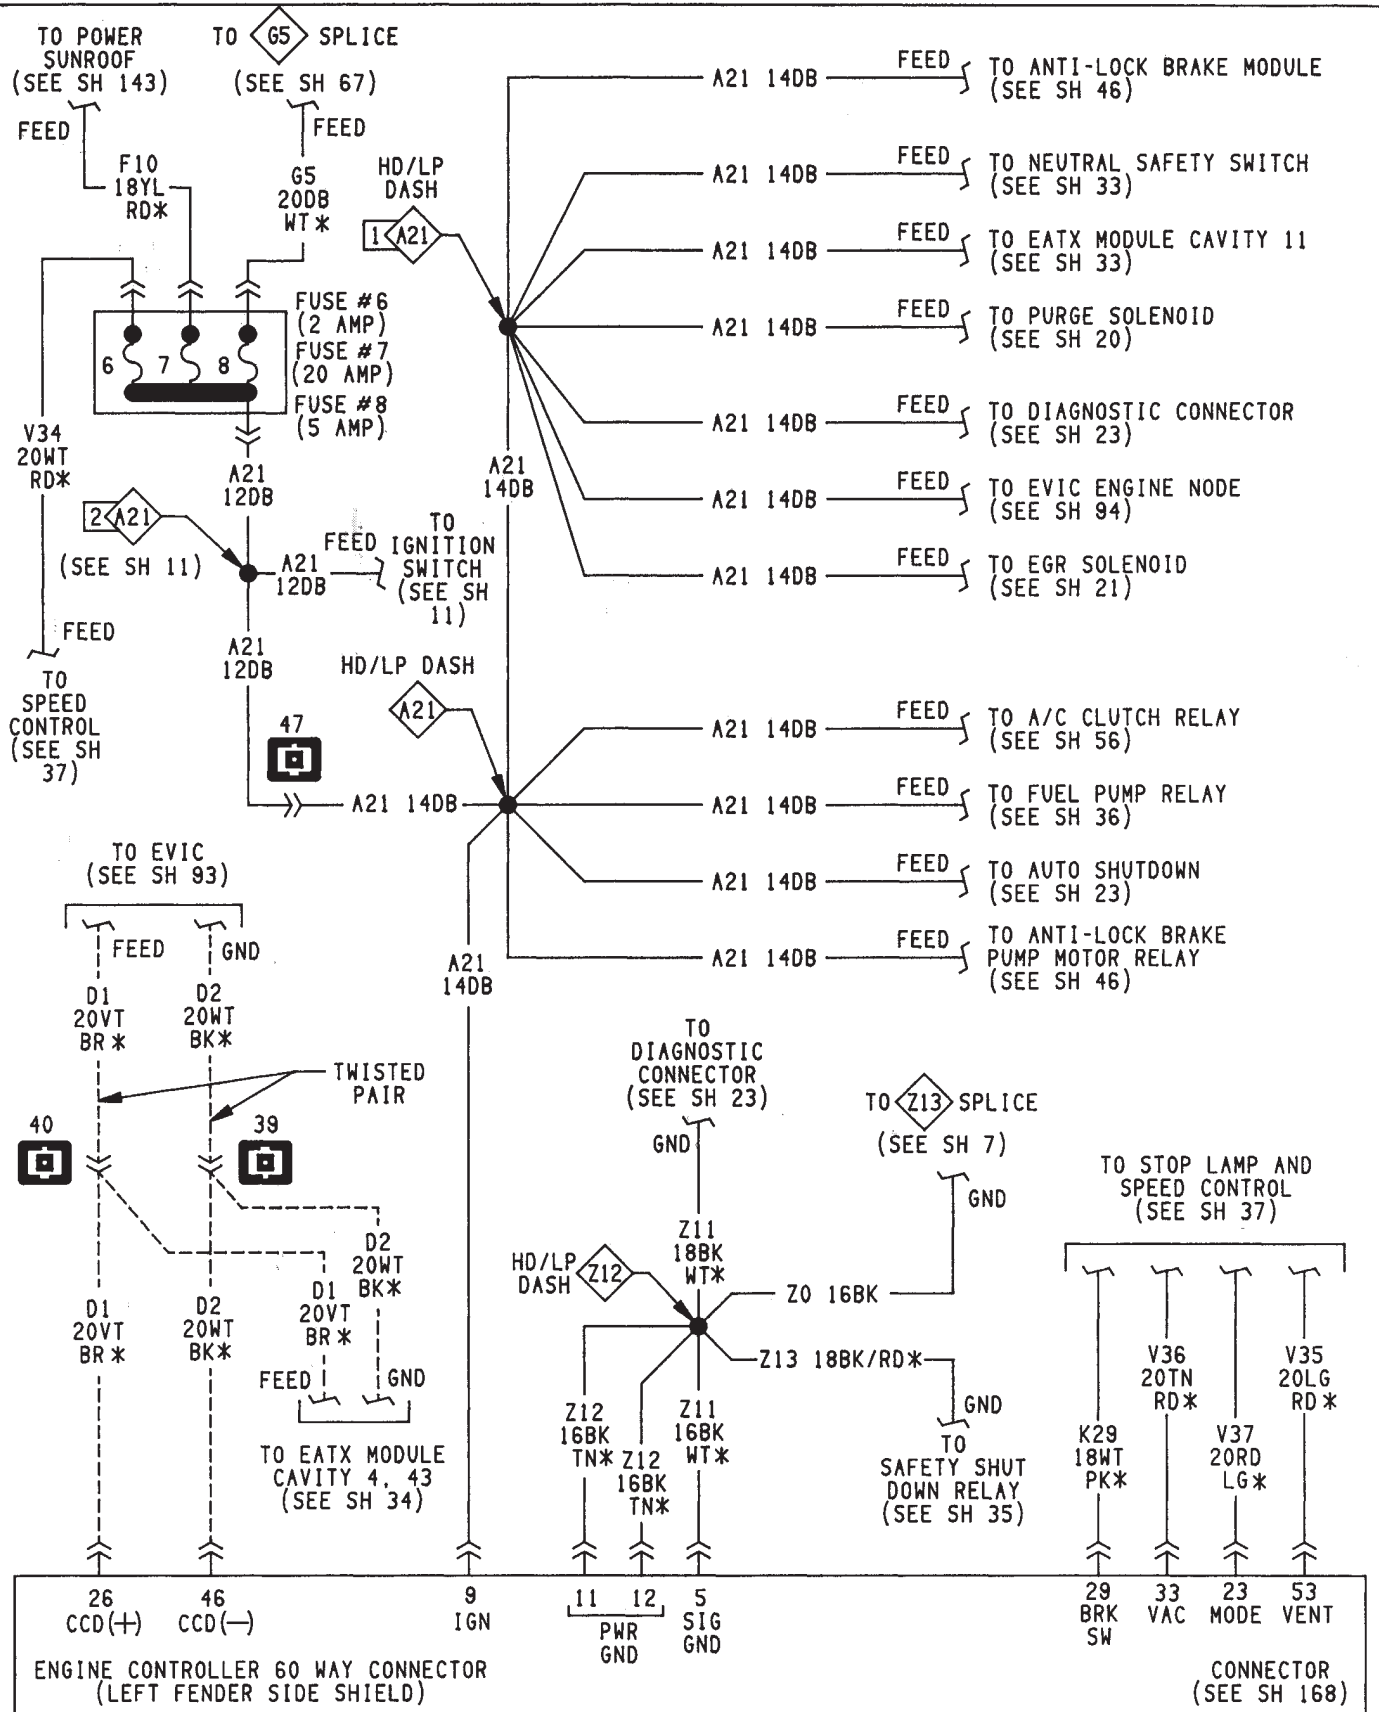 TO POWER
SUNROOF
(SEE SH 143)
FEED
F10
18YL
RD*
TO G5 SPLICE
(SEE SH 67)
FEED
G5
20DB
WT*
HD/LP
DASH
1 A21
FUSE #6
(2 AMP)
FUSE #7
(20 AMP)
FUSE #8
(5 AMP)
6 7 8
V34
20WT
RD*
FEED
TO
SPEED
CONTROL
(SEE SH
37)
A21
12DB
2 A21
(SEE SH 11)
A21
12DB
FEED
TO
IGNITION
SWITCH
(SEE SH
11)
A21
12DB
A21
14DB
HD/LP DASH
A21
47
A21 14DB
A21 14DB FEED TO ANTI-LOCK BRAKE MODULE
(SEE SH 46)
A21 14DB FEED TO NEUTRAL SAFETY SWITCH
(SEE SH 33)
A21 14DB FEED TO EATX MODULE CAVITY 11
(SEE SH 33)
A21 14DB FEED TO PURGE SOLENOID
(SEE SH 20)
A21 14DB FEED TO DIAGNOSTIC CONNECTOR
(SEE SH 23)
A21 14DB FEED TO EVIC ENGINE NODE
(SEE SH 94)
A21 14DB FEED TO EGR SOLENOID
(SEE SH 21)
A21 14DB FEED TO A/C CLUTCH RELAY
(SEE SH 56)
A21 14DB FEED TO FUEL PUMP RELAY
(SEE SH 36)
A21 14DB FEED TO AUTO SHUTDOWN
(SEE SH 23)
A21 14DB FEED TO ANTI-LOCK BRAKE
PUMP MOTOR RELAY
(SEE SH 46)
TO EVIC
(SEE SH 93)
FEED GND
D1
20VT
BR*
D2
20WT
BK*
TWISTED
PAIR
40
39
D1
20VT
BR*
D2
20WT
BK*
D1
20VT
BR*
D2
20WT
BK*
FEED GND
TO EATX MODULE
CAVITY 4, 43
(SEE SH 34)
A21
14DB
TO
DIAGNOSTIC
CONNECTOR
(SEE SH 23)
GND
Z11
18BK
WT*
HD/LP
DASH
Z12
TO Z13 SPLICE
(SEE SH 7)
GND
Z0 16BK
Z13 18BK/RD*
GND
TO
SAFETY SHUT
DOWN RELAY
(SEE SH 35)
Z12
16BK
TN*
Z12
16BK
TN*
Z11
16BK
WT*
TO STOP LAMP AND
SPEED CONTROL
(SEE SH 37)
K29
18WT
PK*
V36
20TN
RD*
V37
20RD
LG*
V35
20LG
RD*
26
CCD(+)
46
CCD(-)
9
IGN
11 12
PWR
GND
5
SIG
GND
29
BRK
SW
33
VAC
23
MODE
53
VENT
ENGINE CONTROLLER 60 WAY CONNECTOR
(LEFT FENDER SIDE SHIELD)
CONNECTOR
(SEE SH 168)